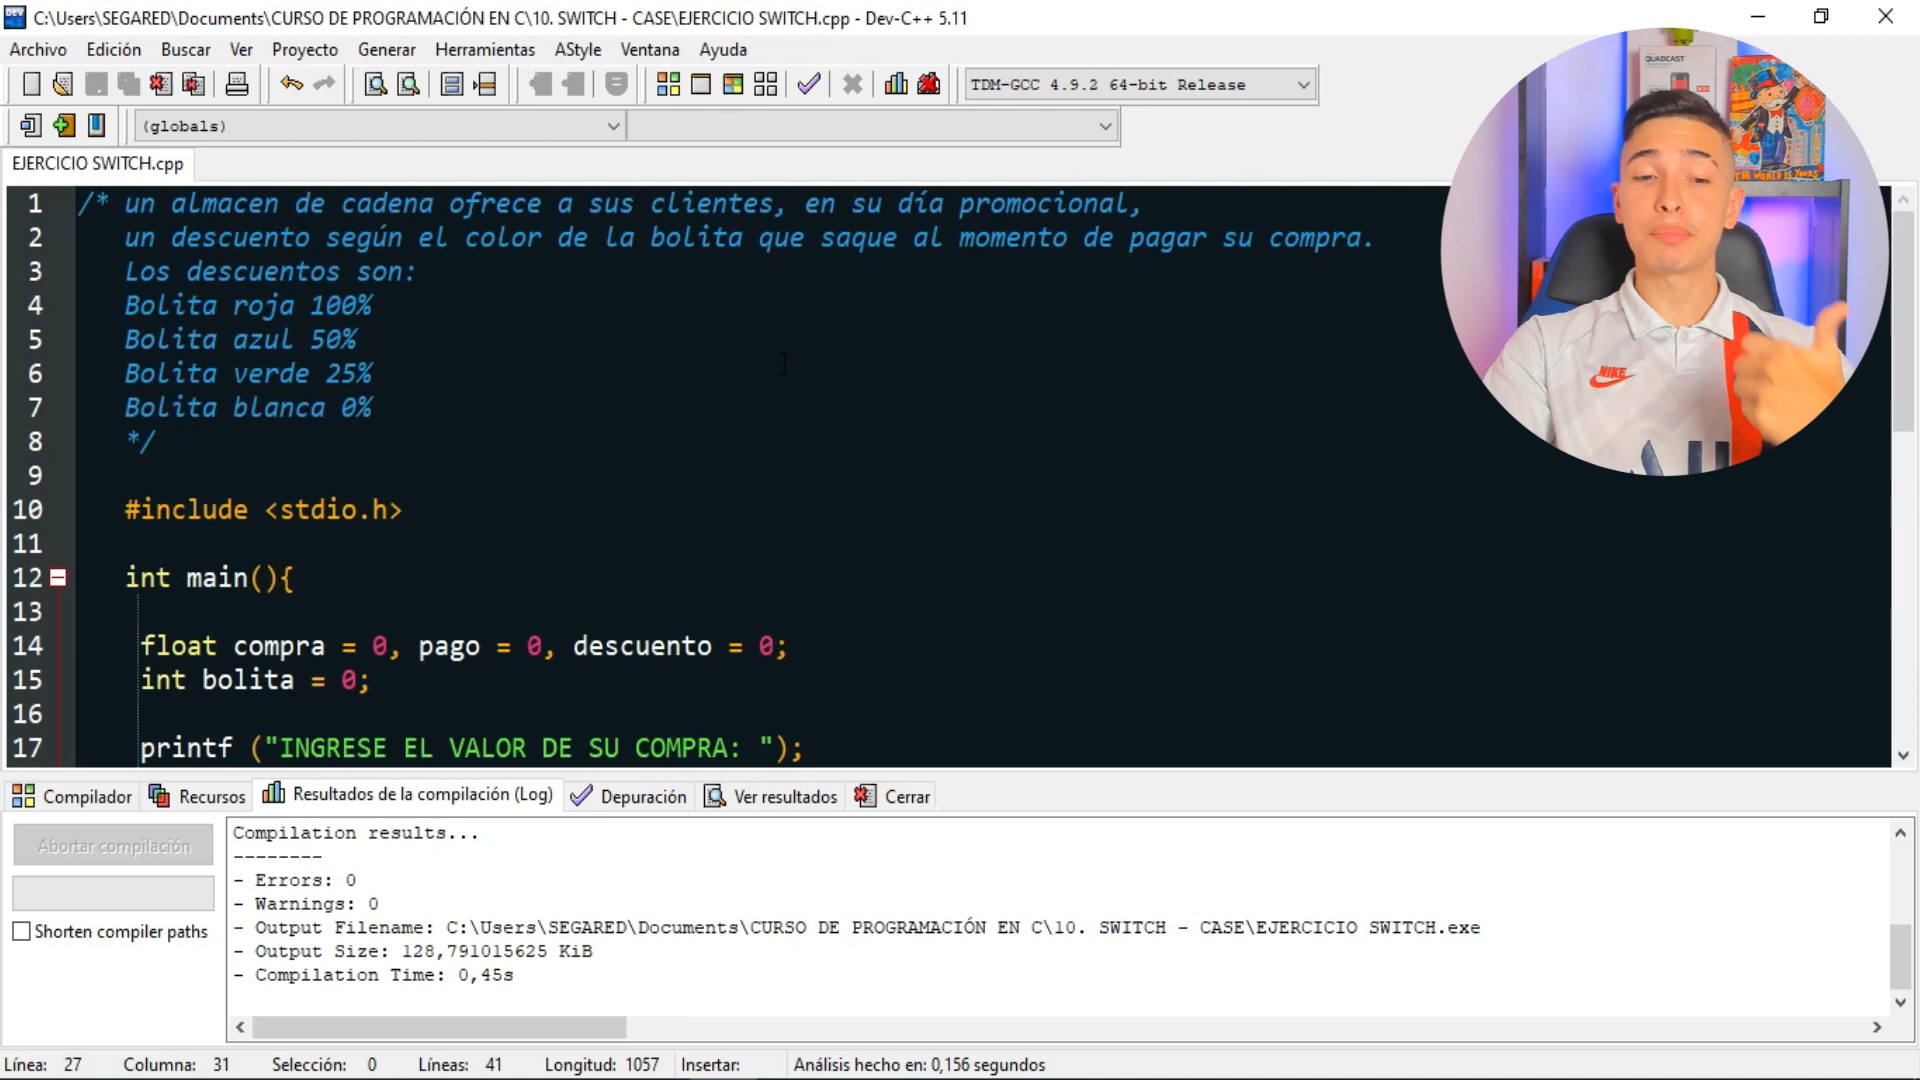 C:\Users\SEGARED\Documents\CURSO DE PROGRAMACIÓN EN C\10. SWITCH - CASE\EJERCICIO SWITCH.cpp - Dev-C++ 5.11
Archivo Edición Buscar Ver Proyecto Generar Herramientas AStyle Ventana Ayuda
TDM-GCC 4.9.2 64-bit Release
(globals)
EJERCICIO SWITCH.cpp
1 /* un almacen de cadena ofrece a sus clientes, en su día promocional,
2 un descuento según el color de la bolita que saque al momento de pagar su compra.
3 Los descuentos son:
4 Bolita roja 100%
5 Bolita azul 50%
6 Bolita verde 25%
7 Bolita blanca 0%
8 */
9
10 #include <stdio.h>
11
12 int main(){
13
14 float compra = 0, pago = 0, descuento = 0;
15 int bolita = 0;
16
17 printf ("INGRESE EL VALOR DE SU COMPRA: ");
QUADCAST
THE WORLD IS YOURS
NIKE
Compilador Recursos Resultados de la compilación (Log) Depuración Ver resultados Cerrar
Abortar compilación
Shorten compiler paths
Compilation results...
--------
- Errors: 0
- Warnings: 0
- Output Filename: C:\Users\SEGARED\Documents\CURSO DE PROGRAMACIÓN EN C\10. SWITCH - CASE\EJERCICIO SWITCH.exe
- Output Size: 128,791015625 KiB
- Compilation Time: 0,45s
Línea: 27 Columna: 31 Selección: 0 Líneas: 41 Longitud: 1057 Insertar: Análisis hecho en: 0,156 segundos